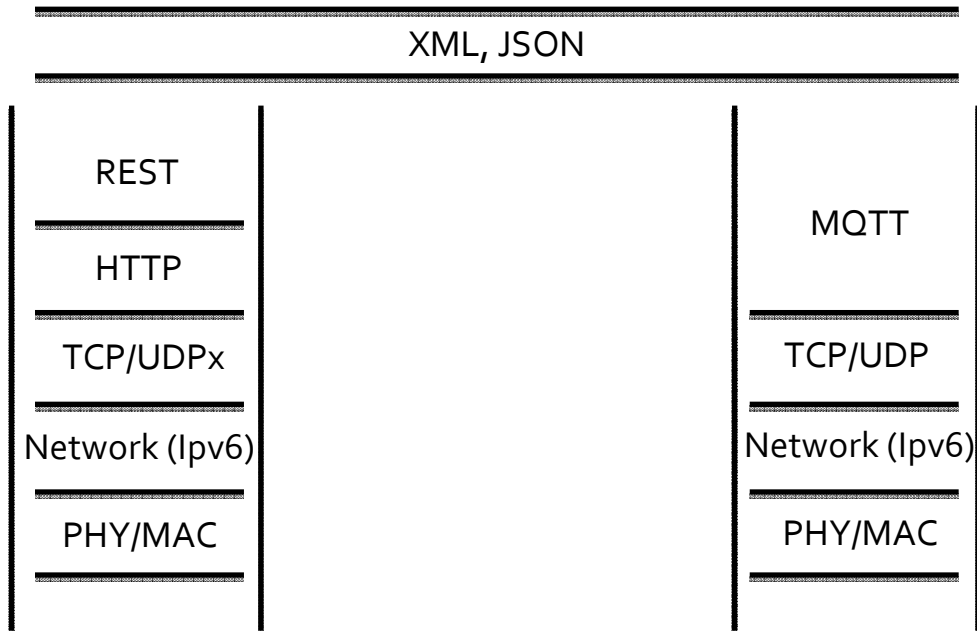 XML, JSON
REST
HTTP
TCP/UDPx
Network (Ipv6)
PHY/MAC
MQTT
TCP/UDP
Network (Ipv6)
PHY/MAC